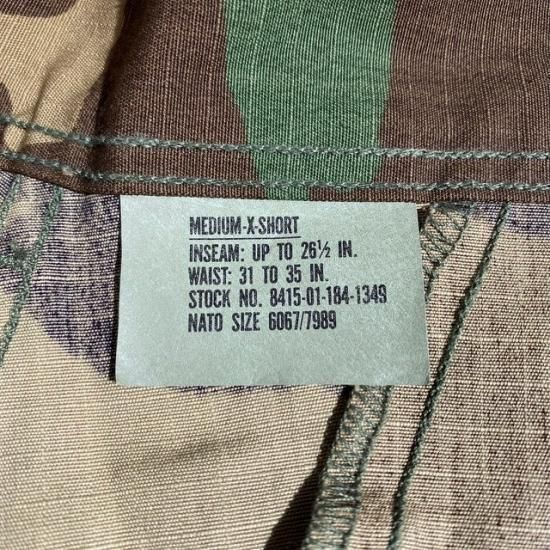 MEDIUM-X-SHORT
INSEAM: UP TO 26½ IN.
WAIST: 31 TO 35 IN.
STOCK NO. 8415-01-184-1349
NATO SIZE 6067/7989